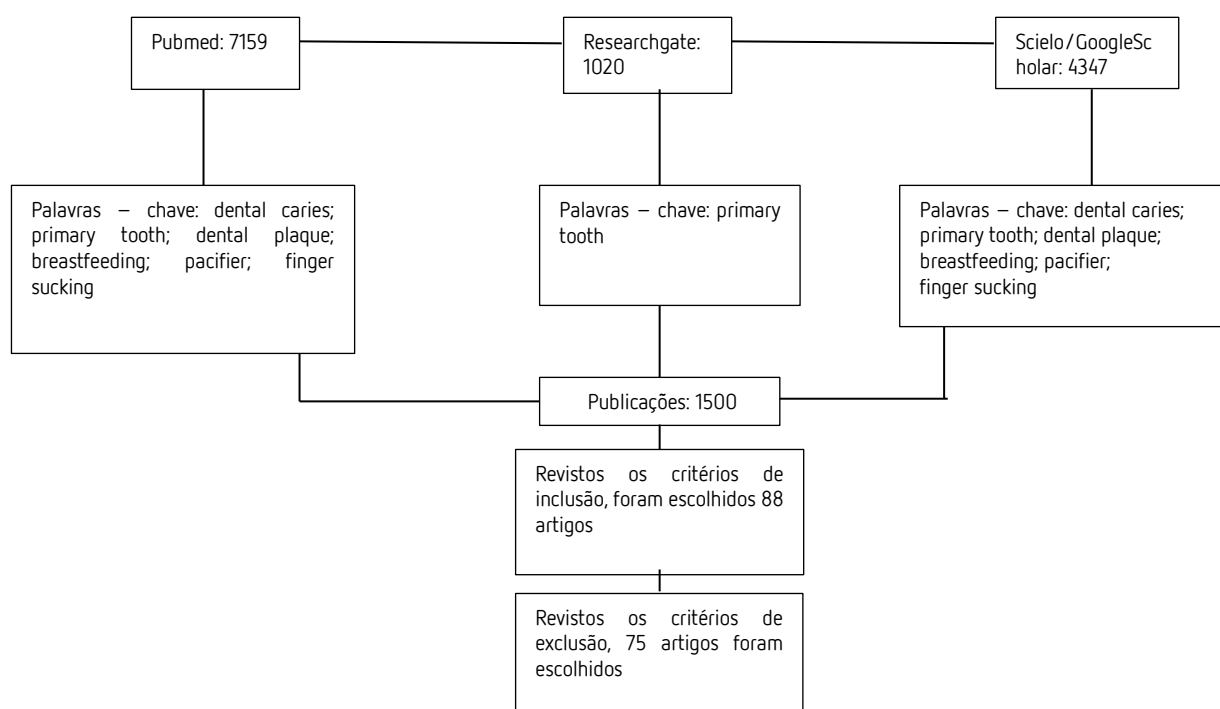 Pubmed: 7159
Researchgate:
1020
Scielo/GoogleSc
holar: 4347
Palavras – chave: dental caries;
primary tooth; dental plaque;
breastfeeding; pacifier; finger
sucking
Palavras – chave: primary
tooth
Palavras – chave: dental caries;
primary tooth; dental plaque;
breastfeeding; pacifier;
finger sucking
Publicações: 1500
Revistos os critérios de
inclusão, foram escolhidos 88
artigos
Revistos os critérios de
exclusão, 75 artigos foram
escolhidos